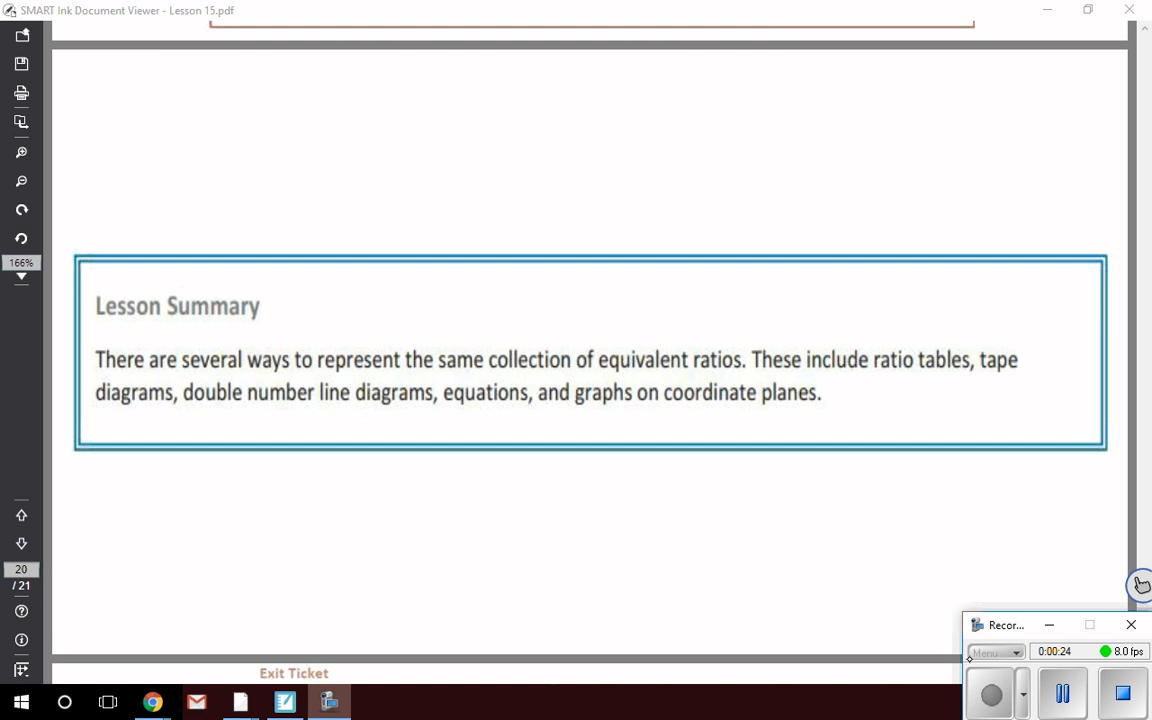 SMART Ink Document Viewer - Lesson 15.pdf
166%
Lesson Summary
There are several ways to represent the same collection of equivalent ratios. These include ratio tables, tape
diagrams, double number line diagrams, equations, and graphs on coordinate planes.
20
/ 21
Recor...
Menu
0:00:24
8.0 fps
Exit Ticket